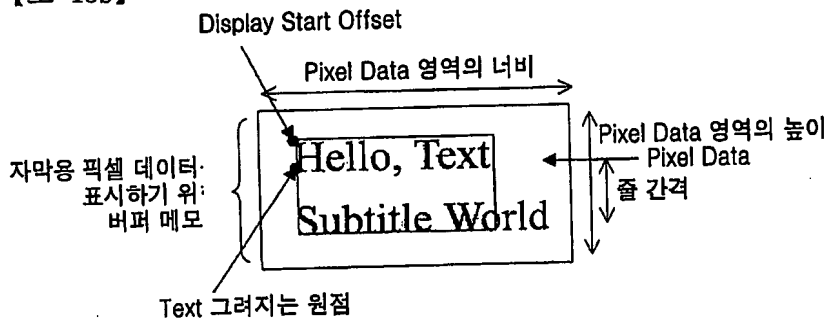 Display Start Offset
Pixel Data 영역의 너비
Pixel Data 영역의 높이
Pixel Data
줄 간격
자막용 픽셀 데이터
표시하기 위
버퍼 메모
Hello, Text
Subtitle World
Text 그려지는 원점